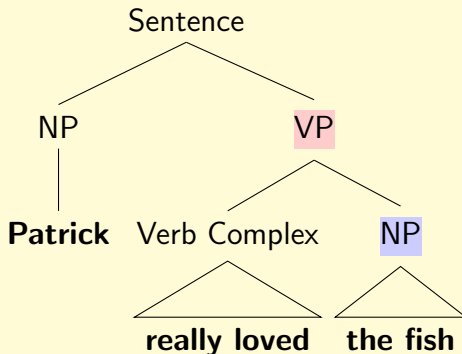 Sentence
NP VP
Patrick Verb Complex NP
really loved the fish